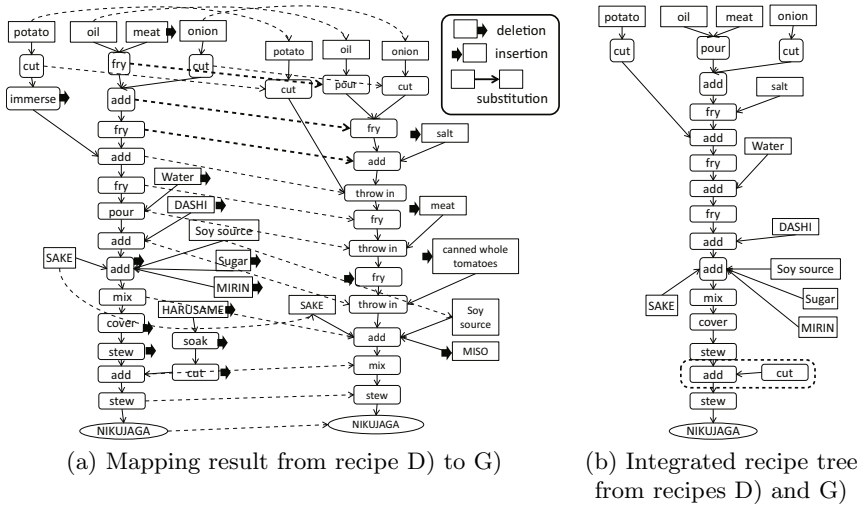 potato
oil
meat
onion
cut
fry
cut
immerse
add
fry
add
fry
Water
pour
DASHI
add
Soy source
SAKE
add
Sugar
MIRIN
mix
HARUSAME
cover
soak
stew
add
cut
stew
NIKUJAGA
potato
oil
onion
cut
pour
cut
fry
salt
add
throw in
fry
meat
throw in
canned whole
tomatoes
fry
SAKE
throw in
Soy
source
add
MISO
mix
stew
NIKUJAGA
deletion
insertion
substitution
(a) Mapping result from recipe D) to G)
potato
oil
meat
onion
cut
pour
cut
add
salt
fry
add
Water
fry
add
fry
DASHI
add
Soy source
add
SAKE
Sugar
mix
MIRIN
cover
stew
add
cut
stew
NIKUJAGA
(b) Integrated recipe tree
from recipes D) and G)